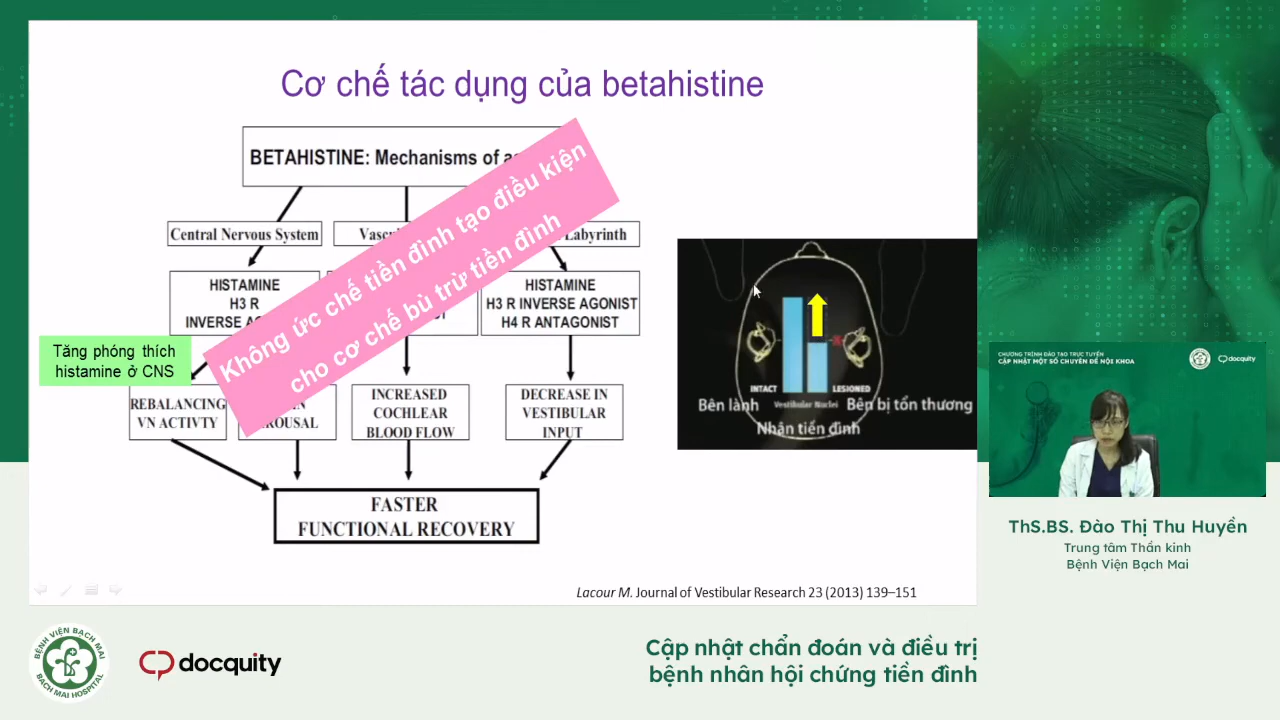 Cơ chế tác dụng của betahistine
BETAHISTINE: Mechanisms of
Central Nervous System
Labyrinth
HISTAMINE
H3 R
INVERSE
HISTAMINE
H3 R INVERSE AGONIST
H4 R ANTAGONIST
Không ức chế tiền đình tạo điều kiện
cho cơ chế bù trừ tiền đình
Tăng phóng thích
histamine ở CNS
REBALANCING
VN ACTIVTY
INCREASED
COCHLEAR
BLOOD FLOW
DECREASE IN
VESTIBULAR
INPUT
FASTER
FUNCTIONAL RECOVERY
INTACT
LESIONED
Bên lành
Vestibular Nuclei
Bên bị tổn thương
Nhân tiền đình
Lacour M. Journal of Vestibular Research 23 (2013) 139–151
CHƯƠNG TRÌNH ĐÀO TẠO TRỰC TUYẾN
CẬP NHẬT MỘT SỐ CHUYÊN ĐỀ NỘI KHOA
docquity
ThS.BS. Đào Thị Thu Huyền
Trung tâm Thần kinh
Bệnh Viện Bạch Mai
BỆNH VIỆN BẠCH MAI
BACH MAI HOSPITAL
docquity
Cập nhật chẩn đoán và điều trị
bệnh nhân hội chứng tiền đình